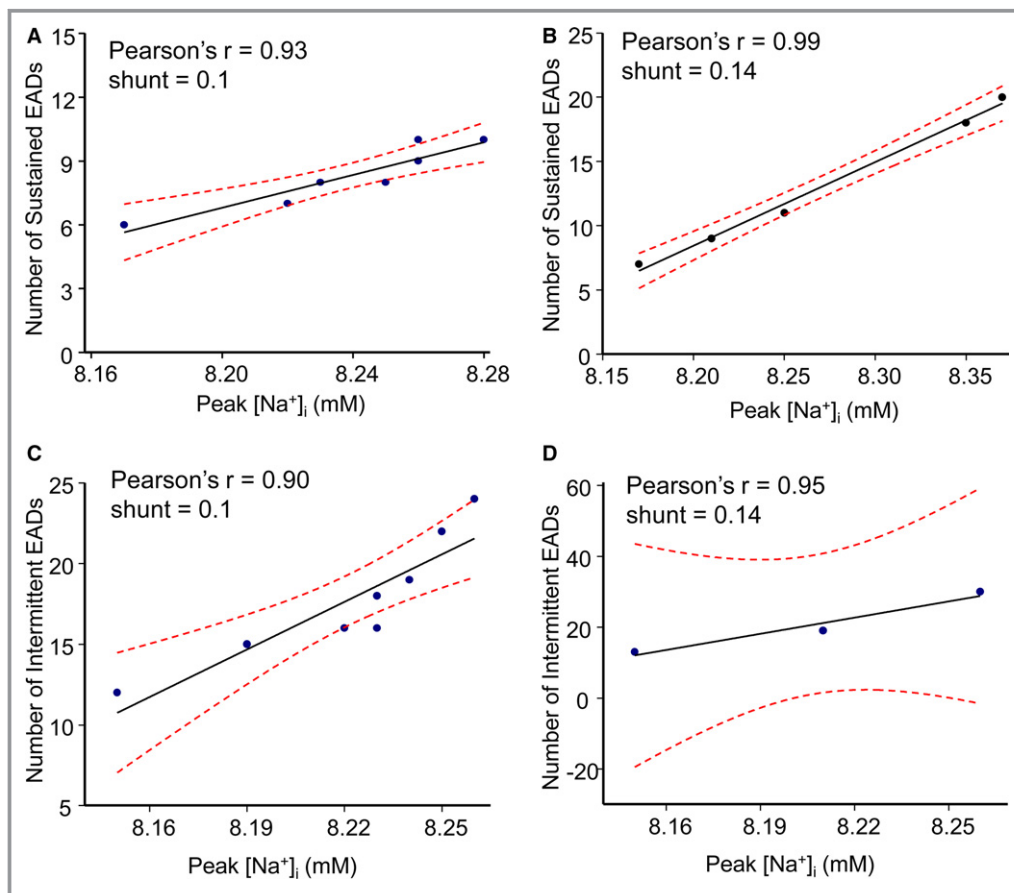 A
Pearson's r = 0.93
shunt = 0.1
Number of Sustained EADs
15
12
9
6
3
0
8.16 8.20 8.24 8.28
Peak [Na⁺]ᵢ (mM)
B
Pearson's r = 0.99
shunt = 0.14
Number of Sustained EADs
25
20
15
10
5
0
8.15 8.20 8.25 8.30 8.35
Peak [Na⁺]ᵢ (mM)
C
Pearson's r = 0.90
shunt = 0.1
Number of Intermittent EADs
25
20
15
10
5
8.16 8.19 8.22 8.25
Peak [Na⁺]ᵢ (mM)
D
Pearson's r = 0.95
shunt = 0.14
Number of Intermittent EADs
60
40
20
0
-20
8.16 8.19 8.22 8.25
Peak [Na⁺]ᵢ (mM)